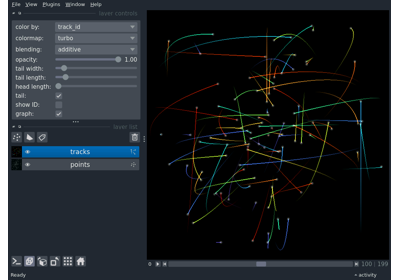 File View Plugins Window Help
layer controls
color by: track_id
colormap: turbo
blending: additive
opacity: 1.00
tail width:
tail length:
head length:
tail:
show ID:
graph:
layer list
tracks
points
100 | 199
Ready
activity